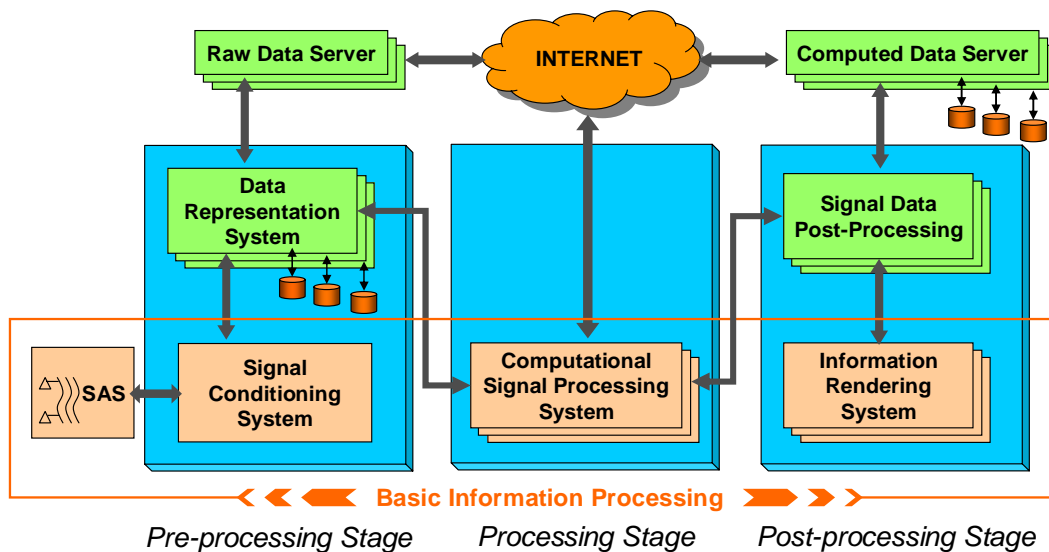 Raw Data Server
INTERNET
Computed Data Server
Data
Representation
System
Signal Data
Post-Processing
SAS
Signal
Conditioning
System
Computational
Signal Processing
System
Information
Rendering
System
Basic Information Processing
Pre-processing Stage
Processing Stage
Post-processing Stage